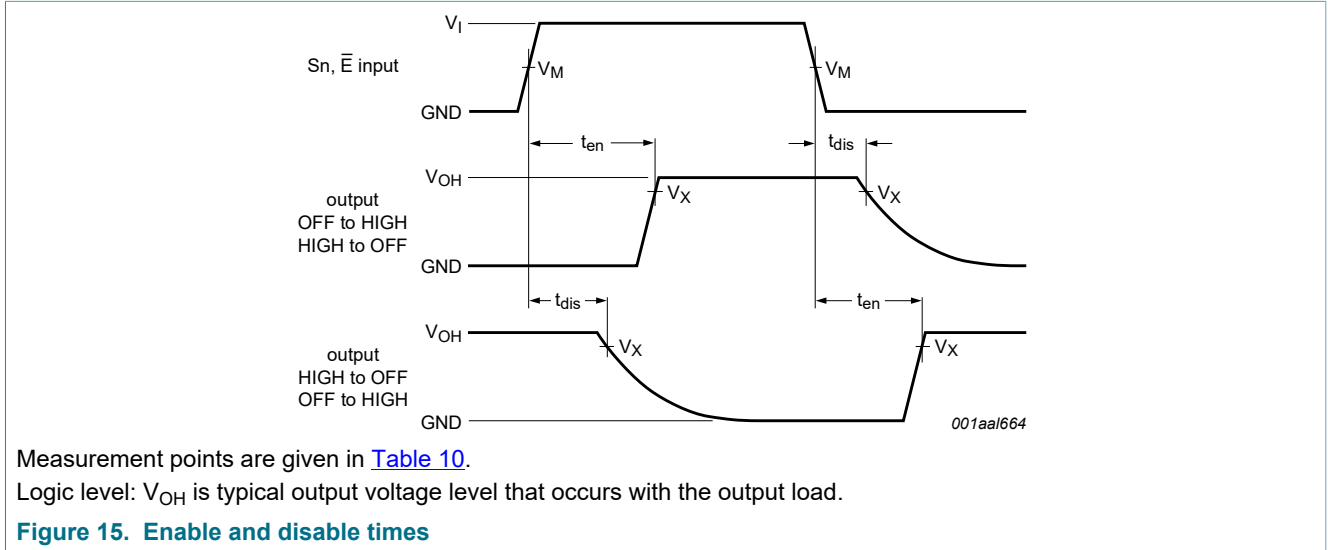 V_I
Sn, E̅ input
V_M
V_M
GND
t_en
t_dis
V_OH
V_X
V_X
output
OFF to HIGH
HIGH to OFF
GND
t_dis
t_en
V_OH
V_X
V_X
output
HIGH to OFF
OFF to HIGH
GND
001aal664
Measurement points are given in Table 10.
Logic level: V_OH is typical output voltage level that occurs with the output load.
Figure 15. Enable and disable times